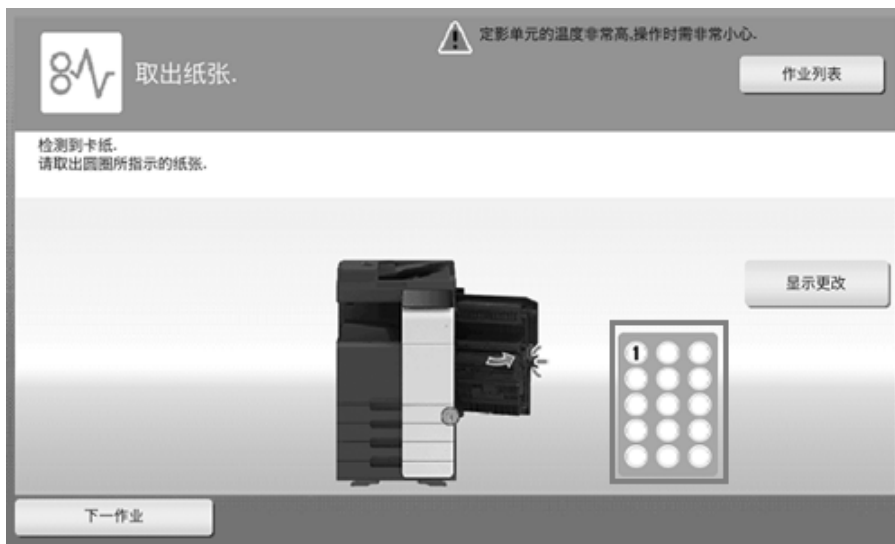 定影单元的温度非常高,操作时需非常小心.
取出纸张.
作业列表
检测到卡纸.
请取出圆圈所指示的纸张.
显示更改
1
下一作业